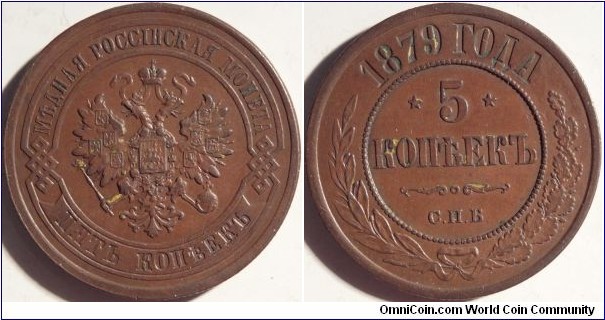 МѢДНАЯ РОССІЙСКАЯ МОНЕТА
ПЯТЬ КОПѢЕКЪ
1879 ГОДА
5
КОПѢЕКЪ
С.П.Б
OmniCoin.com World Coin Community